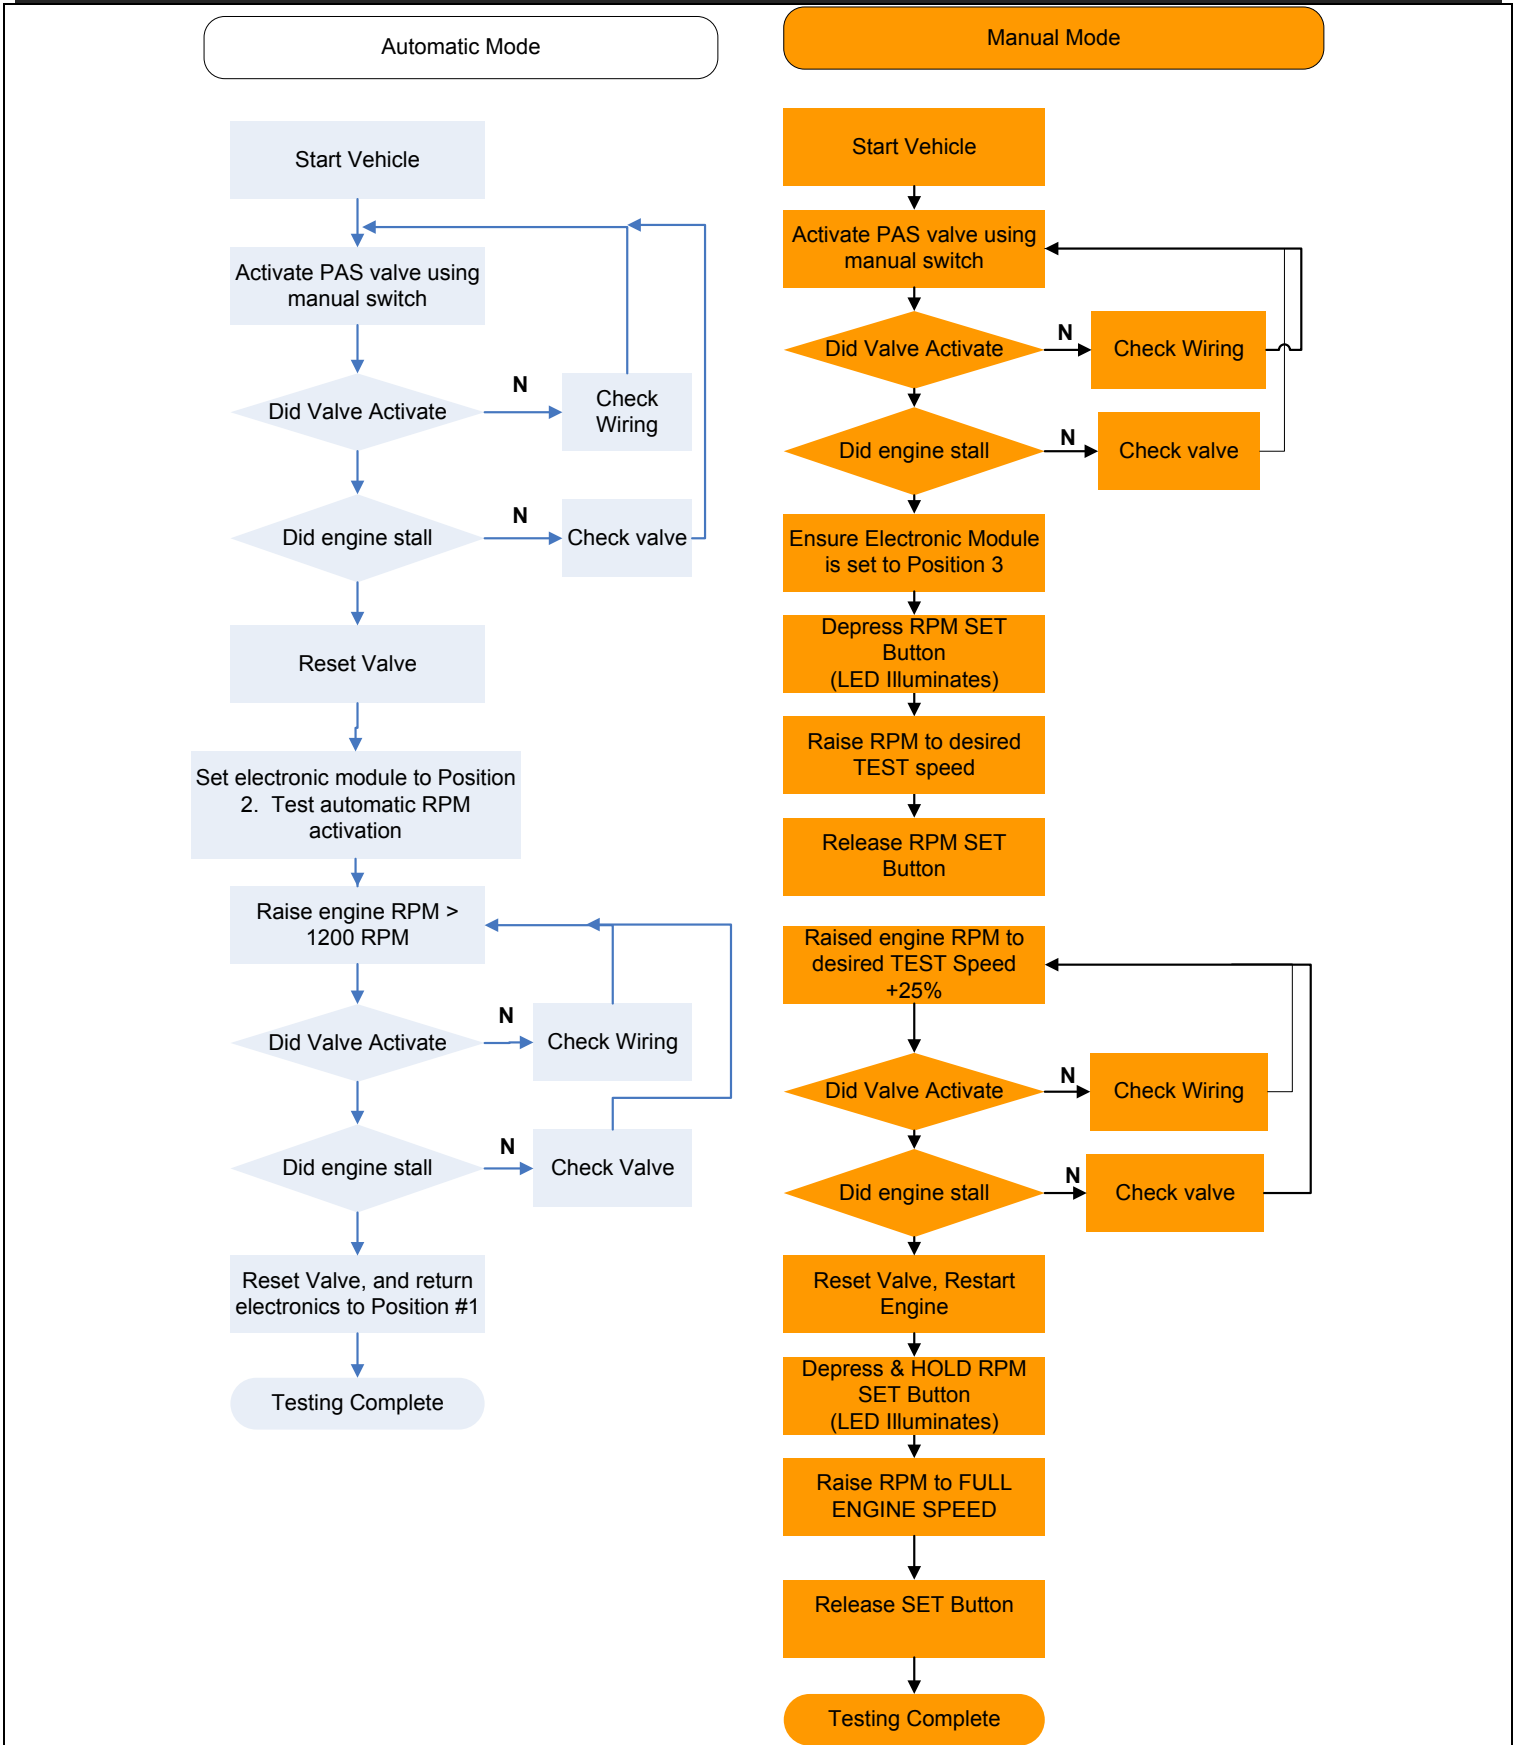 Automatic Mode
Start Vehicle
Activate PAS valve using
manual switch
Did Valve Activate
N
Check
Wiring
Did engine stall
N
Check valve
Reset Valve
Set electronic module to Position
2. Test automatic RPM
activation
Raise engine RPM >
1200 RPM
Did Valve Activate
N
Check Wiring
Did engine stall
N
Check Valve
Reset Valve, and return
electronics to Position #1
Testing Complete
Manual Mode
Start Vehicle
Activate PAS valve using
manual switch
Did Valve Activate
N
Check Wiring
Did engine stall
N
Check valve
Ensure Electronic Module
is set to Position 3
Depress RPM SET
Button
(LED Illuminates)
Raise RPM to desired
TEST speed
Release RPM SET
Button
Raised engine RPM to
desired TEST Speed
+25%
Did Valve Activate
N
Check Wiring
Did engine stall
N
Check valve
Reset Valve, Restart
Engine
Depress & HOLD RPM
SET Button
(LED Illuminates)
Raise RPM to FULL
ENGINE SPEED
Release SET Button
Testing Complete